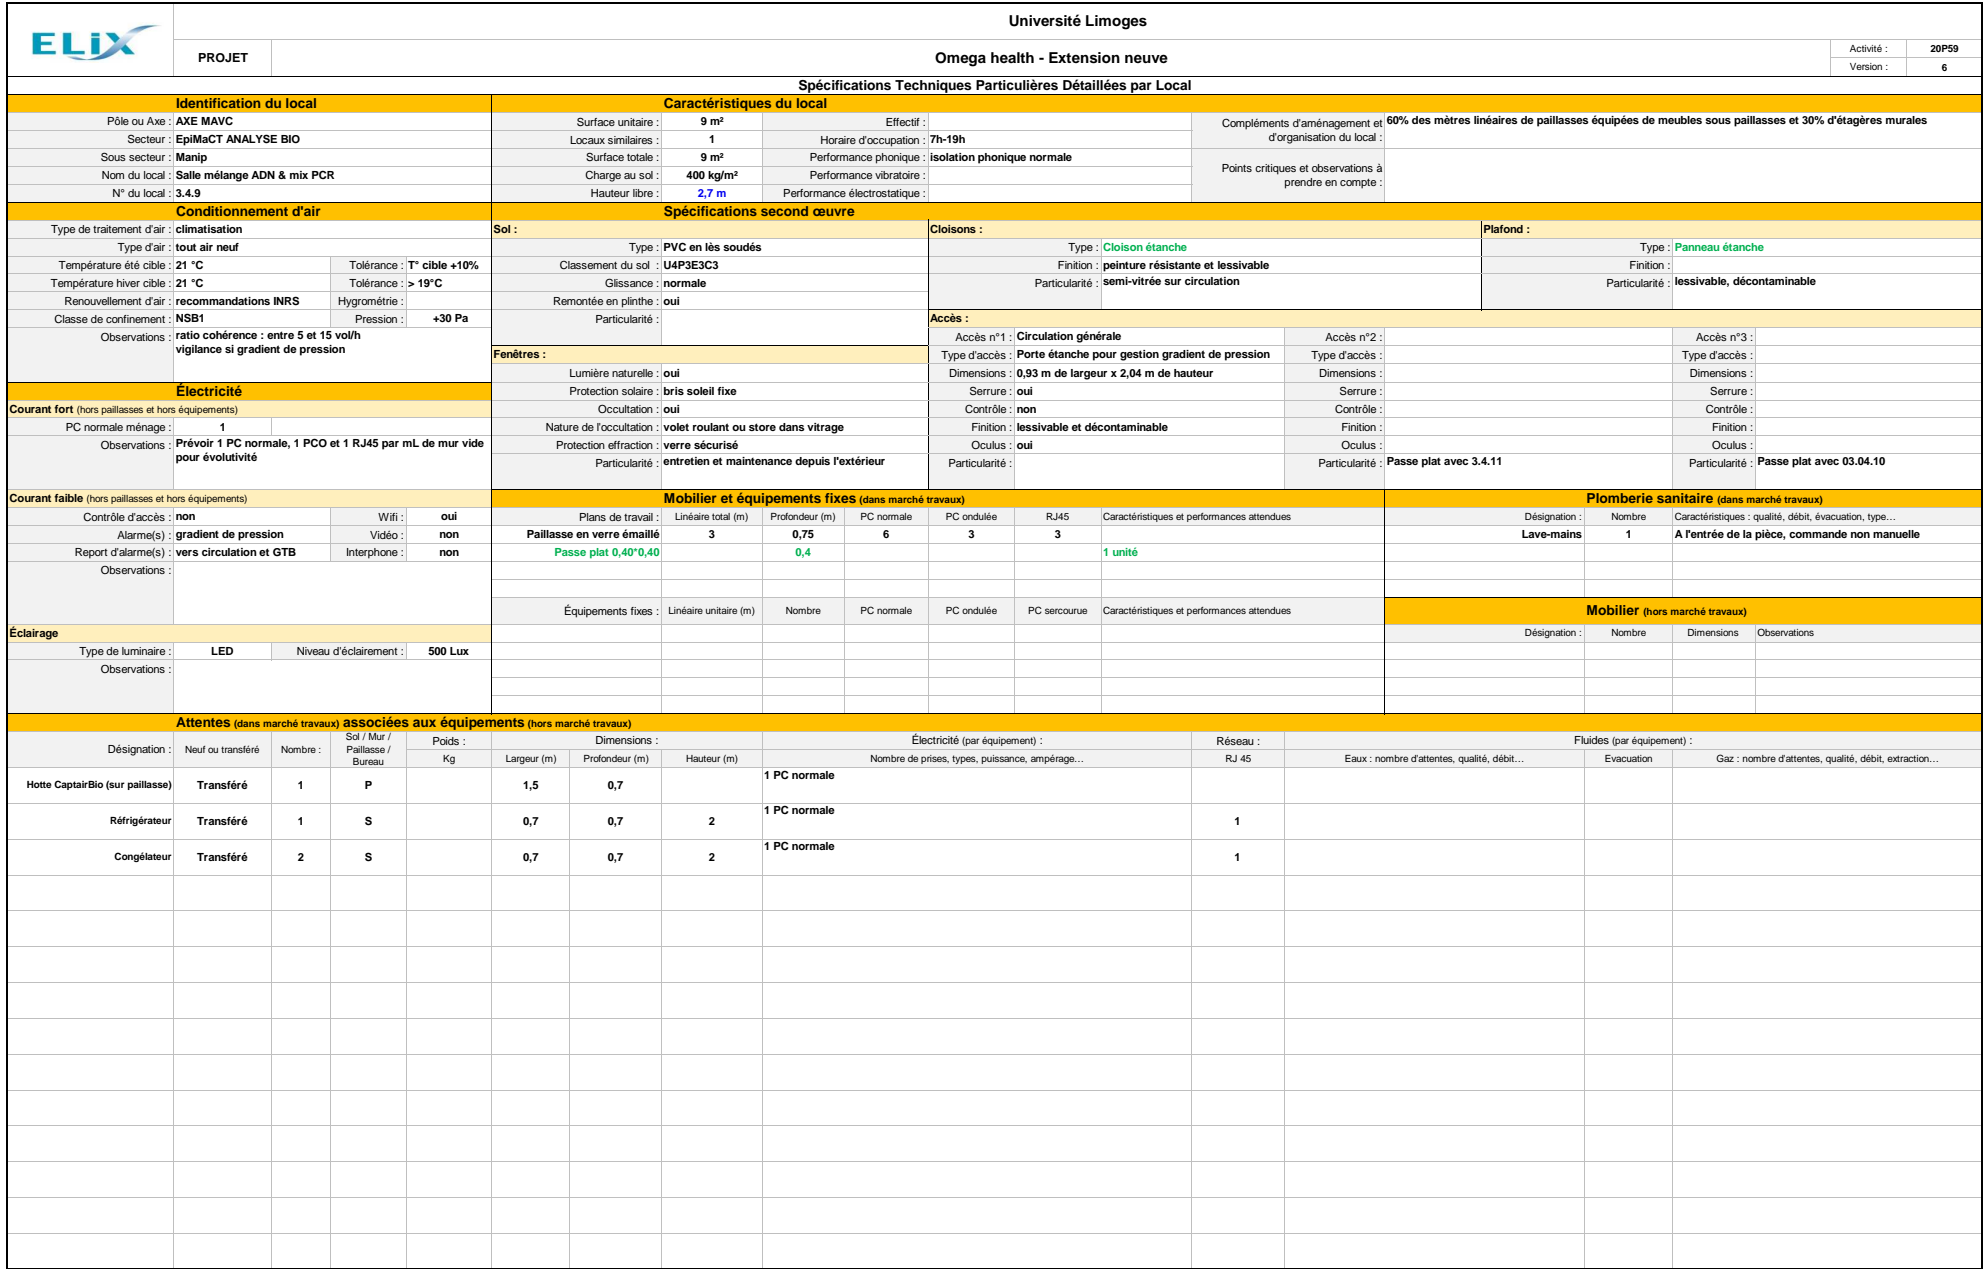 ELiX
Université Limoges
PROJET
Omega health - Extension neuve
Activité : 20P59
Version : 6
Spécifications Techniques Particulières Détaillées par Local
Identification du local
Pôle ou Axe : AXE MAVC
Secteur : EpiMaCT ANALYSE BIO
Sous secteur : Manip
Nom du local : Salle mélange ADN & mix PCR
N° du local : 3.4.9
Caractéristiques du local
Surface unitaire : 9 m² Effectif :
Locaux similaires : 1 Horaire d'occupation : 7h-19h
Surface totale : 9 m² Performance phonique : isolation phonique normale
Charge au sol : 400 kg/m² Performance vibratoire :
Hauteur libre : 2,7 m Performance électrostatique :
Compléments d'aménagement et d'organisation du local : 60% des mètres linéaires de paillasses équipées de meubles sous paillasses et 30% d'étagères murales
Points critiques et observations à
prendre en compte :
Conditionnement d'air
Type de traitement d'air : climatisation
Type d'air : tout air neuf
Température été cible : 21 °C Tolérance : T° cible +10%
Température hiver cible : 21 °C Tolérance : > 19°C
Renouvellement d'air : recommandations INRS Hygrométrie :
Classe de confinement : NSB1 Pression : +30 Pa
Observations : ratio cohérence : entre 5 et 15 vol/h
vigilance si gradient de pression
Spécifications second œuvre
Sol :
Type : PVC en lès soudés
Classement du sol : U4P3E3C3
Glissance : normale
Remontée en plinthe : oui
Particularité :
Cloisons :
Type : Cloison étanche
Finition : peinture résistante et lessivable
Particularité : semi-vitrée sur circulation
Plafond :
Type : Panneau étanche
Finition :
Particularité : lessivable, décontaminable
Fenêtres :
Lumière naturelle : oui
Protection solaire : bris soleil fixe
Occultation : oui
Nature de l'occultation : volet roulant ou store dans vitrage
Protection effraction : verre sécurisé
Particularité : entretien et maintenance depuis l'extérieur
Accès :
Accès n°1 : Circulation générale
Type d'accès : Porte étanche pour gestion gradient de pression
Dimensions : 0,93 m de largeur x 2,04 m de hauteur
Serrure : oui
Contrôle : non
Finition : lessivable et décontaminable
Oculus : oui
Particularité :
Accès n°2 :
Type d'accès :
Dimensions :
Serrure :
Contrôle :
Finition :
Oculus :
Particularité : Passe plat avec 3.4.11
Accès n°3 :
Type d'accès :
Dimensions :
Serrure :
Contrôle :
Finition :
Oculus :
Particularité : Passe plat avec 03.04.10
Électricité
Courant fort (hors paillasses et hors équipements)
PC normale ménage : 1
Observations : Prévoir 1 PC normale, 1 PCO et 1 RJ45 par mL de mur vide
pour évolutivité
Courant faible (hors paillasses et hors équipements)
Contrôle d'accès : non Wifi : oui
Alarme(s) : gradient de pression Vidéo : non
Report d'alarme(s) : vers circulation et GTB Interphone : non
Observations :
Éclairage
Type de luminaire : LED Niveau d'éclairement : 500 Lux
Observations :
Mobilier et équipements fixes (dans marché travaux)
Plans de travail : Linéaire total (m) Profondeur (m) PC normale PC ondulée RJ45 Caractéristiques et performances attendues
Paillasse en verre émaillé 3 0,75 6 3 3
Passe plat 0,40*0,40 0,4 1 unité
Équipements fixes : Linéaire unitaire (m) Nombre PC normale PC ondulée PC sercourue Caractéristiques et performances attendues
Plomberie sanitaire (dans marché travaux)
Désignation : Nombre Caractéristiques : qualité, débit, évacuation, type…
Lave-mains 1 A l'entrée de la pièce, commande non manuelle
Mobilier (hors marché travaux)
Désignation : Nombre Dimensions Observations
Attentes (dans marché travaux) associées aux équipements (hors marché travaux)
Désignation : Neuf ou transféré Nombre : Sol / Mur / Paillasse / Bureau Poids : Dimensions : Électricité (par équipement) : Réseau : Fluides (par équipement) :
Kg Largeur (m) Profondeur (m) Hauteur (m) Nombre de prises, types, puissance, ampérage… RJ 45 Eaux : nombre d'attentes, qualité, débit… Evacuation Gaz : nombre d'attentes, qualité, débit, extraction…
Hotte CaptairBio (sur paillasse) Transféré 1 P 1,5 0,7 1 PC normale
Réfrigérateur Transféré 1 S 0,7 0,7 2 1 PC normale 1
Congélateur Transféré 2 S 0,7 0,7 2 1 PC normale 1